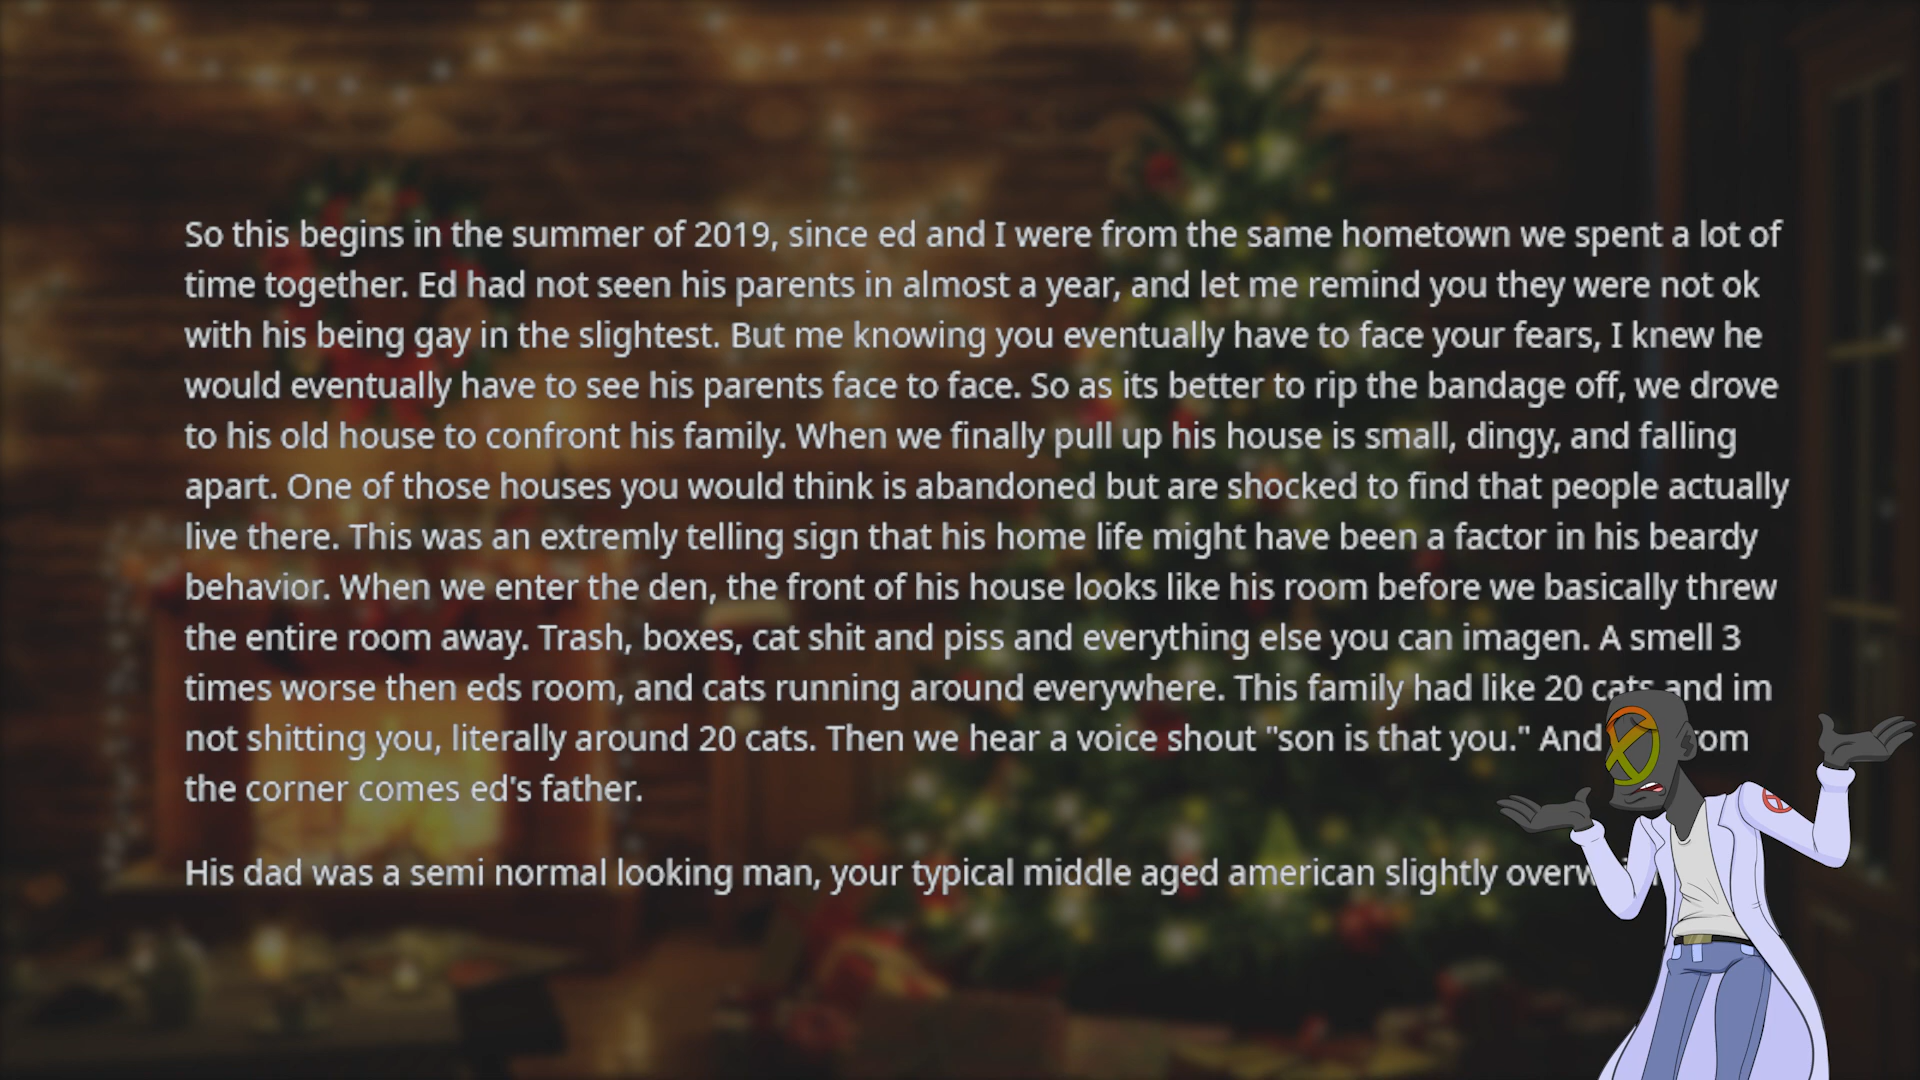 So this begins in the summer of 2019, since ed and I were from the same hometown we spent a lot of
time together. Ed had not seen his parents in almost a year, and let me remind you they were not ok
with his being gay in the slightest. But me knowing you eventually have to face your fears, I knew he
would eventually have to see his parents face to face. So as its better to rip the bandage off, we drove
to his old house to confront his family. When we finally pull up his house is small, dingy, and falling
apart. One of those houses you would think is abandoned but are shocked to find that people actually
live there. This was an extremly telling sign that his home life might have been a factor in his beardy
behavior. When we enter the den, the front of his house looks like his room before we basically threw
the entire room away. Trash, boxes, cat shit and piss and everything else you can imagen. A smell 3
times worse then eds room, and cats running around everywhere. This family had like 20 cats and im
not shitting you, literally around 20 cats. Then we hear a voice shout "son is that you." And
the corner comes ed's father.
His dad was a semi normal looking man, your typical middle aged american slightly